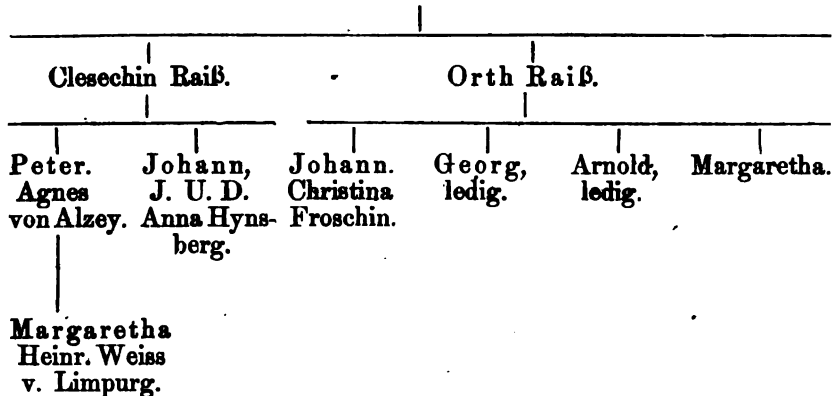 Clesechin Raiß.
Orth Raiß.
Peter.
Agnes
von Alzey.
Johann,
J. U. D.
Anna Hyns-
berg.
Johann.
Christina
Froschin.
Georg,
ledig.
Arnold,
ledig.
Margaretha.
Margaretha
Heinr. Weiss
v. Limpurg.